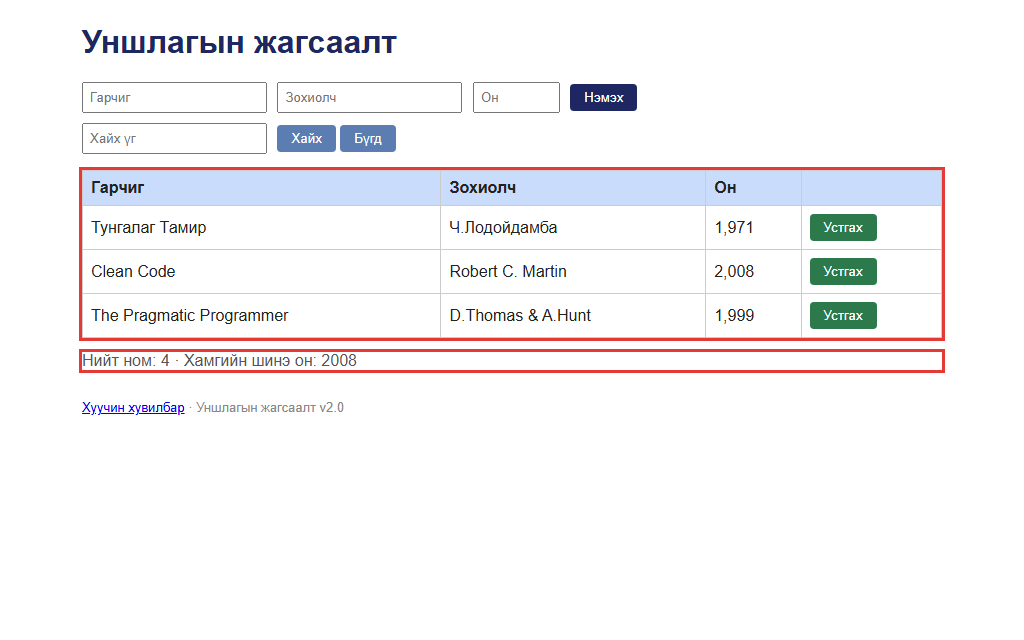 Уншлагын жагсаалт
Гарчиг Зохиолч Он Нэмэх
Хайх үг Хайх Бүгд
Гарчиг Зохиолч Он
Тунгалаг Тамир Ч.Лодойдамба 1,971 Устгах
Clean Code Robert C. Martin 2,008 Устгах
The Pragmatic Programmer D.Thomas & A.Hunt 1,999 Устгах
Нийт ном: 4 · Хамгийн шинэ он: 2008
Хуучин хувилбар · Уншлагын жагсаалт v2.0